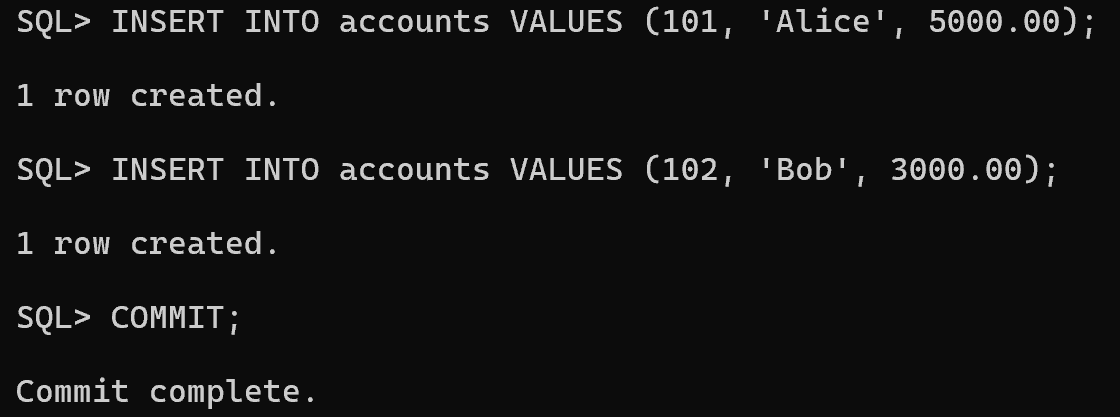 SQL> INSERT INTO accounts VALUES (101, 'Alice', 5000.00);
1 row created.
SQL> INSERT INTO accounts VALUES (102, 'Bob', 3000.00);
1 row created.
SQL> COMMIT;
Commit complete.